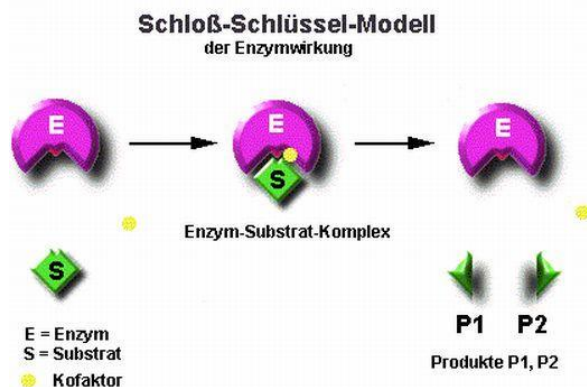 Schloß-Schlüssel-Modell
der Enzymwirkung
E
E
E
S
Enzym-Substrat-Komplex
S
P1 P2
E = Enzym
S = Substrat
Kofaktor
Produkte P1, P2